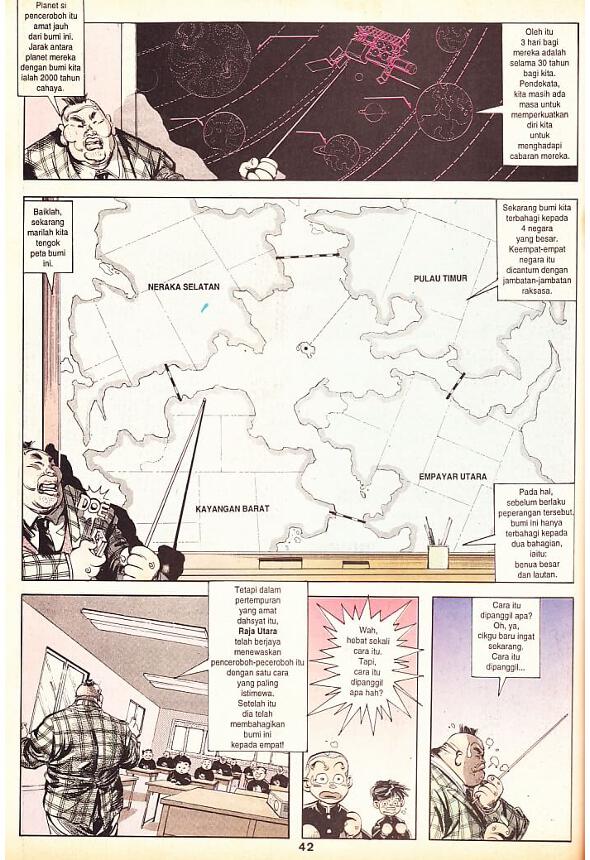 Planet si
penceroboh itu
amat jauh
dari bumi ini.
Jarak antara
planet mereka
dengan bumi kita
ialah 2000 tahun
cahaya.
Oleh itu
3 hari bagi
mereka adalah
selama 30 tahun
bagi kita.
Pendekata,
kita masih ada
masa untuk
memperkuatkan
diri kita
untuk
menghadapi
cabaran mereka.
Baiklah,
sekarang
marilah kita
tengok
peta bumi
ini.
Sekarang bumi kita
terbahagi kepada
4 negara
yang besar.
Keempat-empat
negara itu
dicantum dengan
jambatan-jambatan
raksasa.
NERAKA SELATAN
PULAU TIMUR
KAYANGAN BARAT
EMPAYAR UTARA
Pada hal,
sebelum berlaku
peperangan tersebut,
bumi ini hanya
terbahagi kepada
dua bahagian,
iaitu:
benua besar
dan lautan.
Tetapi dalam
pertempuran
yang amat
dahsyat itu,
Raja Utara
telah berjaya
menewaskan
penceroboh-peceroboh itu
dengan satu cara
yang paling
istimewa.
Setelah itu
dia telah
membahagikan
bumi ini
kepada empat!
Wah,
hobat sekali
cara itu.
Tapi,
cara itu
dipanggil
apa hah?
Cara itu
dipanggil apa?
Oh, ya,
cikgu baru ingat
sekarang.
Cara itu
dipanggil...
42